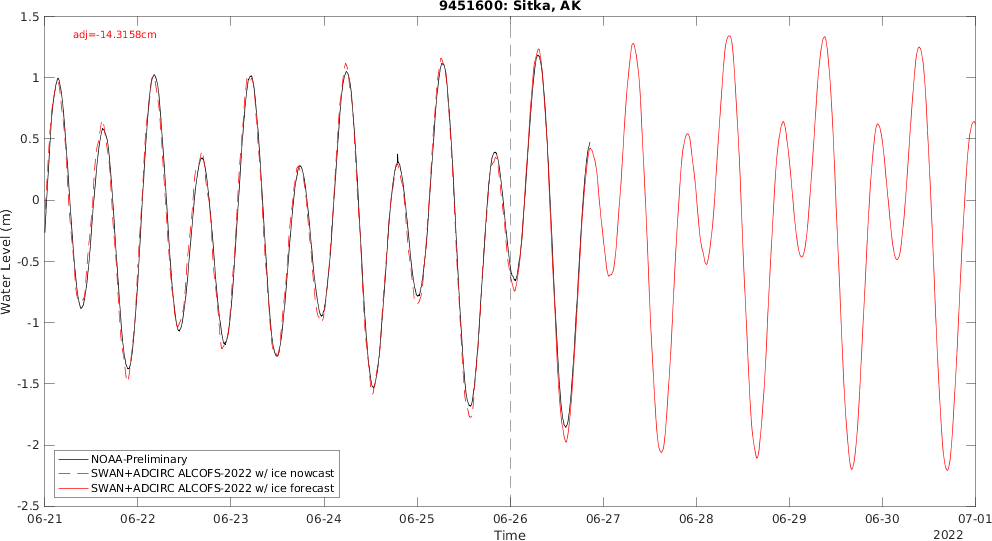 9451600: Sitka, AK
adj=-14.3158cm
1.5
1
0.5
0
-0.5
-1
-1.5
-2
-2.5
Water Level (m)
NOAA-Preliminary
SWAN+ADCIRC ALCOFS-2022 w/ ice nowcast
SWAN+ADCIRC ALCOFS-2022 w/ ice forecast
06-21 06-22 06-23 06-24 06-25 06-26 06-27 06-28 06-29 06-30 07-01
Time
2022